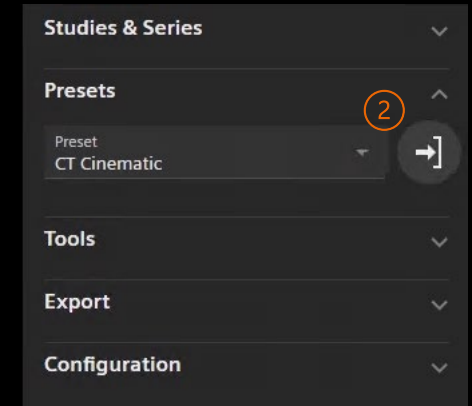 Studies & Series
Presets
2
Preset
CT Cinematic
Tools
Export
Configuration